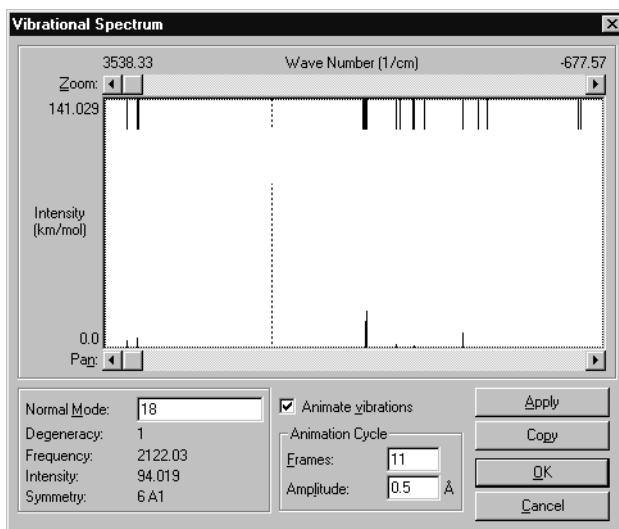 Vibrational Spectrum
3538.33 Wave Number (1/cm) -677.57
Zoom:
141.029
Intensity
(km/mol)
0.0
Pan:
Normal Mode: 18
Degeneracy: 1
Frequency: 2122.03
Intensity: 94.019
Symmetry: 6 A1
Animate vibrations
Animation Cycle
Frames: 11
Amplitude: 0.5 Å
Apply
Copy
OK
Cancel